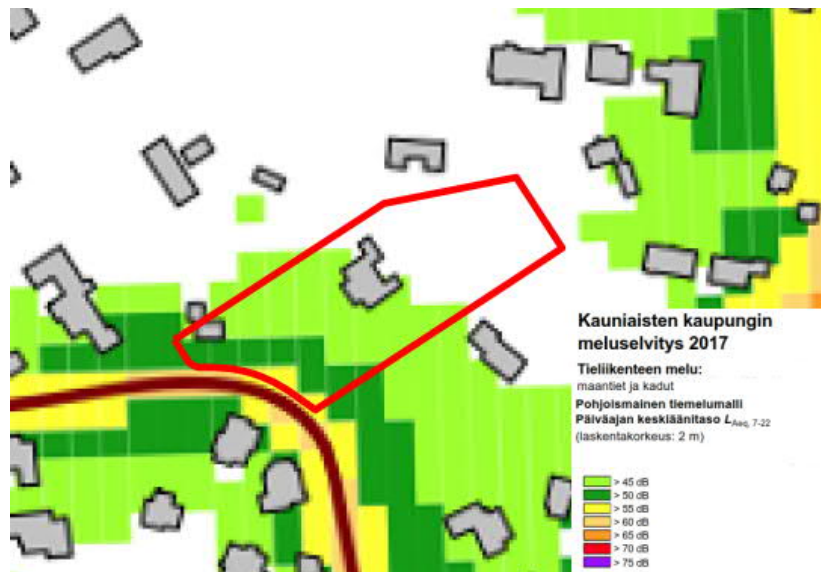 Kauniaisten kaupungin
meluselvitys 2017
Tieliikenteen melu:
maantiet ja kadut
Pohjoismainen tiemelumalli
Päiväajan keskiäänitaso LAeq, 7-22
(laskentakorkeus: 2 m)
> 45 dB
> 50 dB
> 55 dB
> 60 dB
> 65 dB
> 70 dB
> 75 dB